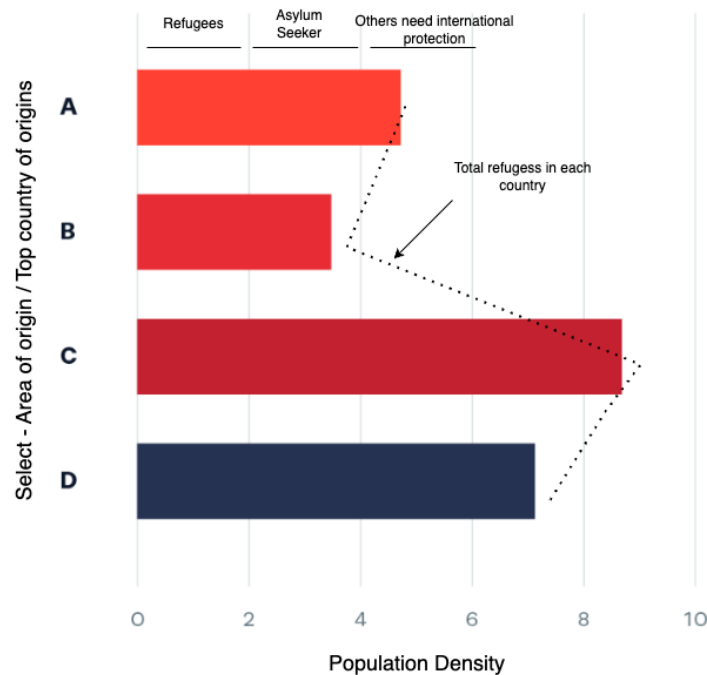 Refugees
Asylum
Seeker
Others need international
protection
Select - Area of origin / Top country of origins
A
Total refugess in each
country
B
C
D
0
2
4
6
8
10
Population Density